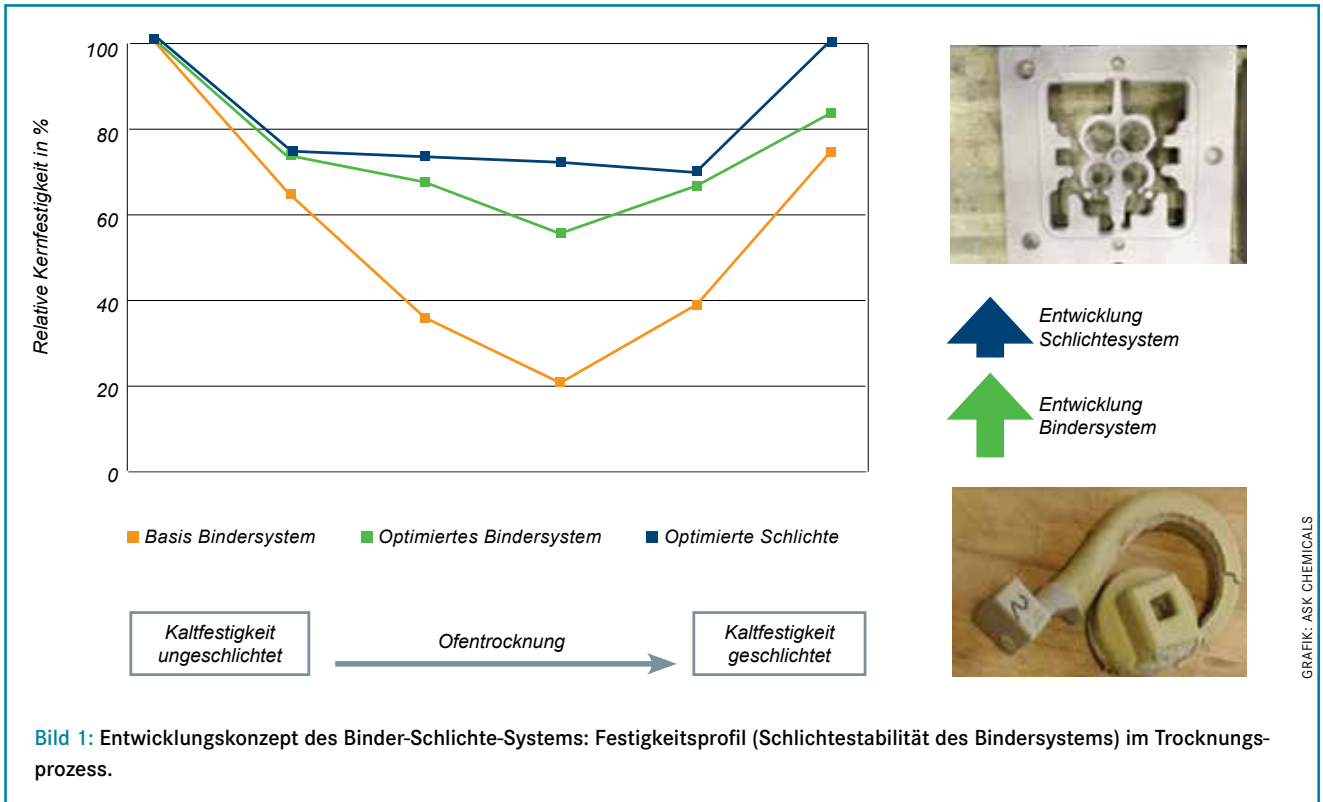 Relative Kernfestigkeit in %
100
80
60
40
20
0
Basis Bindersystem
Optimiertes Bindersystem
Optimierte Schlichte
Kaltfestigkeit
ungeschlichtet
Ofentrocknung
Kaltfestigkeit
geschlichtet
Entwicklung
Schlichtesystem
Entwicklung
Bindersystem
2
GRAFIK: ASK CHEMICALS
Bild 1: Entwicklungskonzept des Binder-Schlichte-Systems: Festigkeitsprofil (Schlichtestabilität des Bindersystems) im Trocknungs-
prozess.